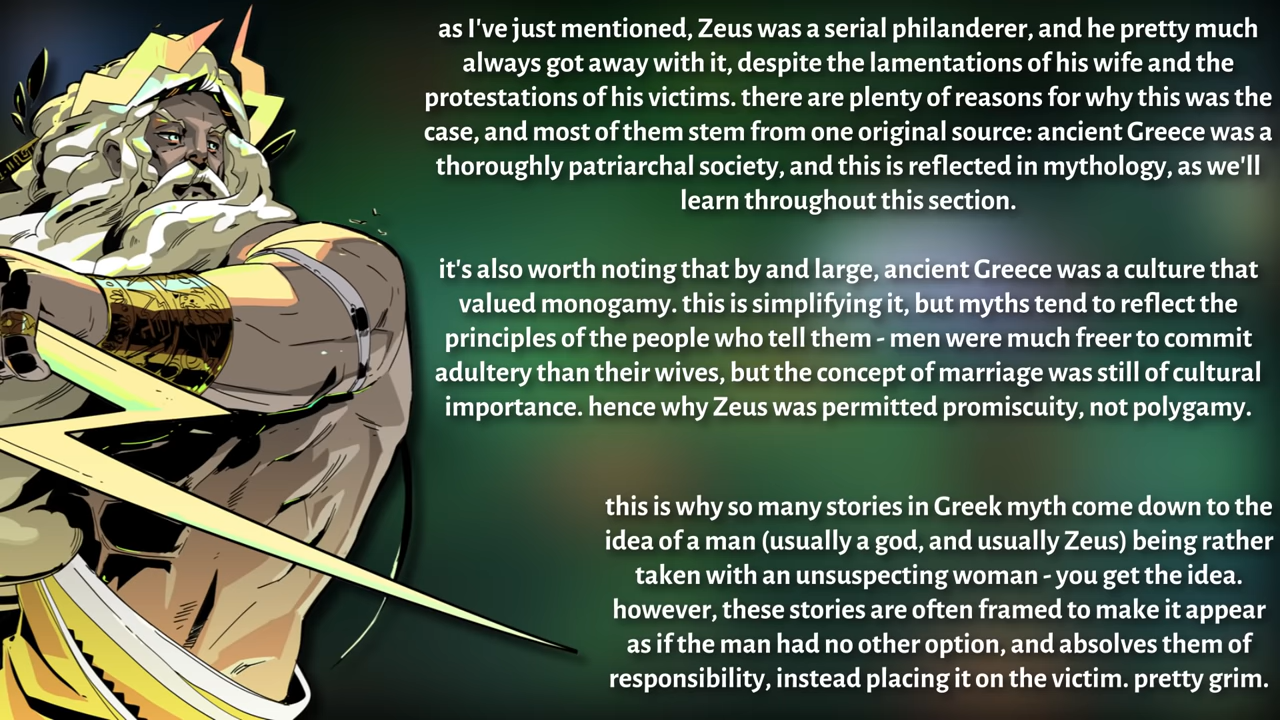 as I've just mentioned, Zeus was a serial philanderer, and he pretty much
always got away with it, despite the lamentations of his wife and the
protestations of his victims. there are plenty of reasons for why this was the
case, and most of them stem from one original source: ancient Greece was a
thoroughly patriarchal society, and this is reflected in mythology, as we'll
learn throughout this section.
it's also worth noting that by and large, ancient Greece was a culture that
valued monogamy. this is simplifying it, but myths tend to reflect the
principles of the people who tell them - men were much freer to commit
adultery than their wives, but the concept of marriage was still of cultural
importance. hence why Zeus was permitted promiscuity, not polygamy.
this is why so many stories in Greek myth come down to the
idea of a man (usually a god, and usually Zeus) being rather
taken with an unsuspecting woman - you get the idea.
however, these stories are often framed to make it appear
as if the man had no other option, and absolves them of
responsibility, instead placing it on the victim. pretty grim.